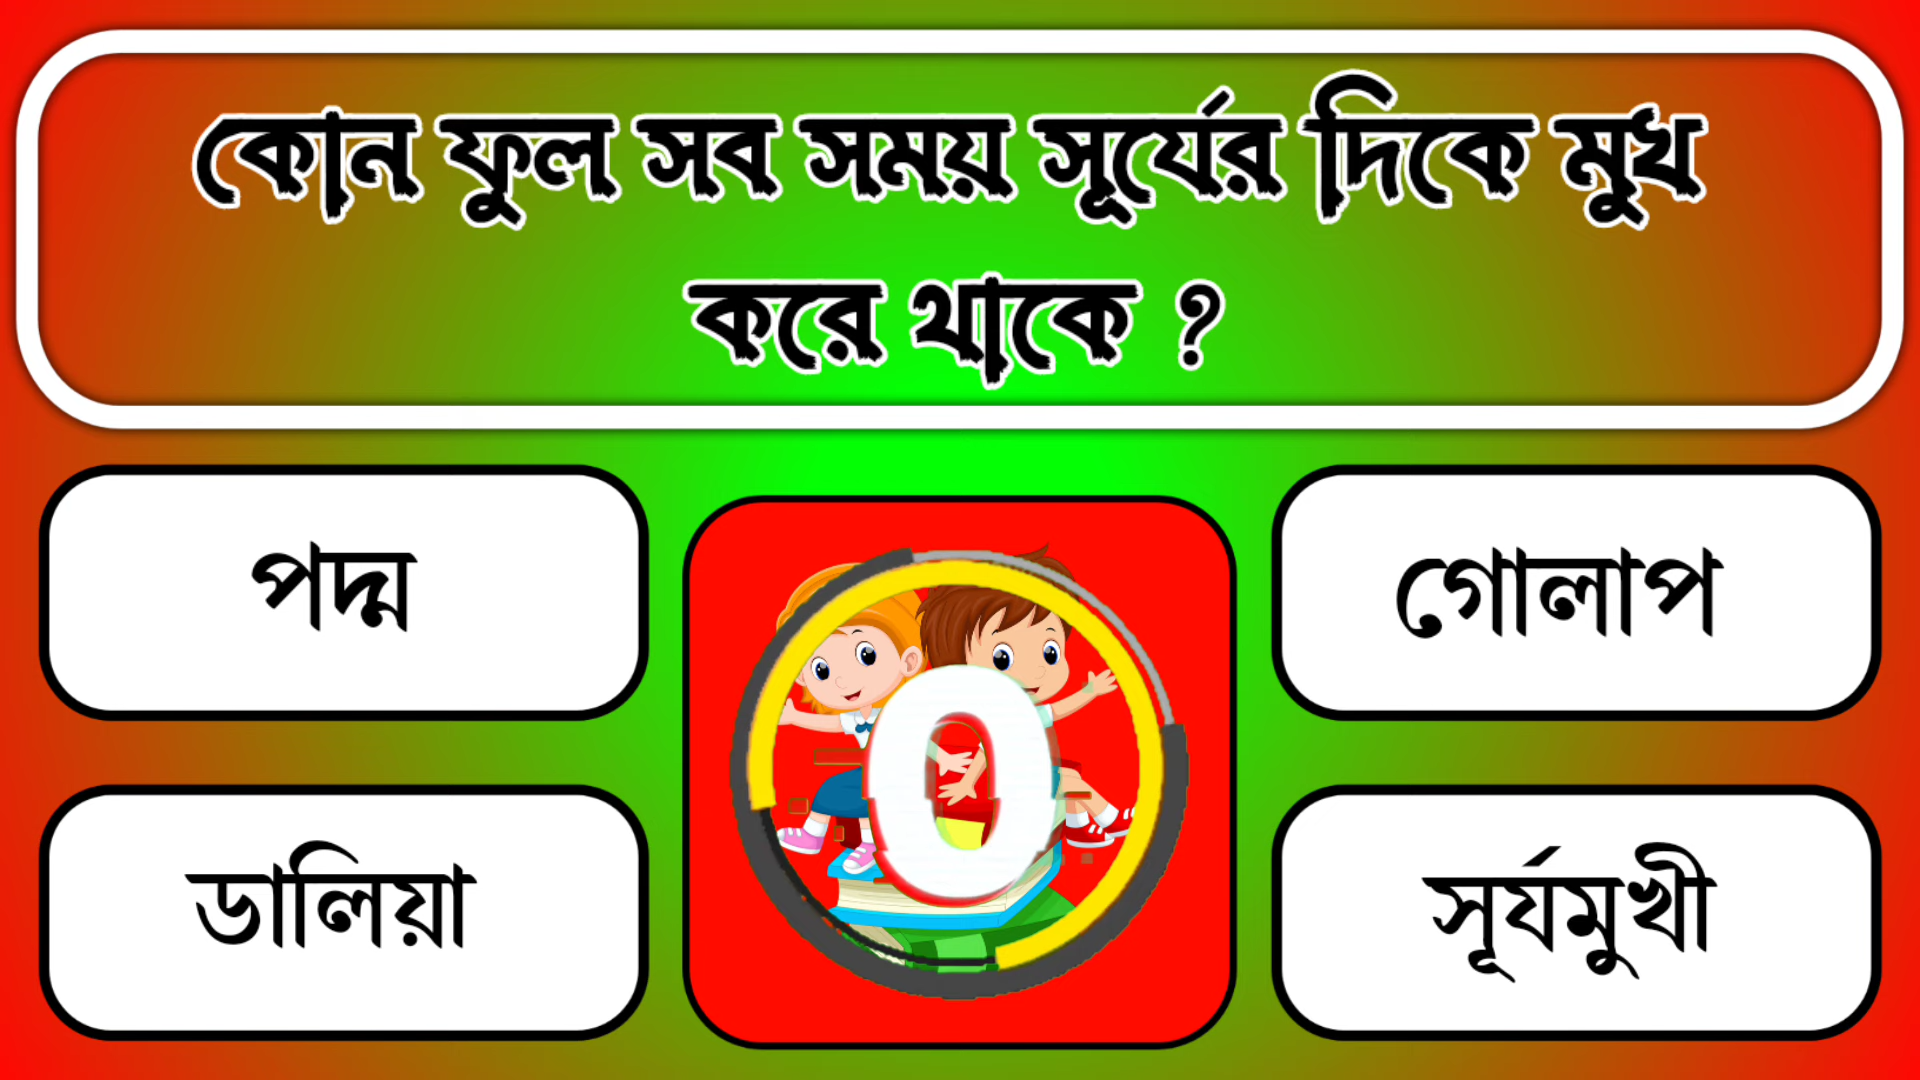 কোন ফুল সব সময় সূর্যের দিকে মুখ
করে থাকে ?
পদ্ম
গোলাপ
0
ডালিয়া
সূর্যমুখী